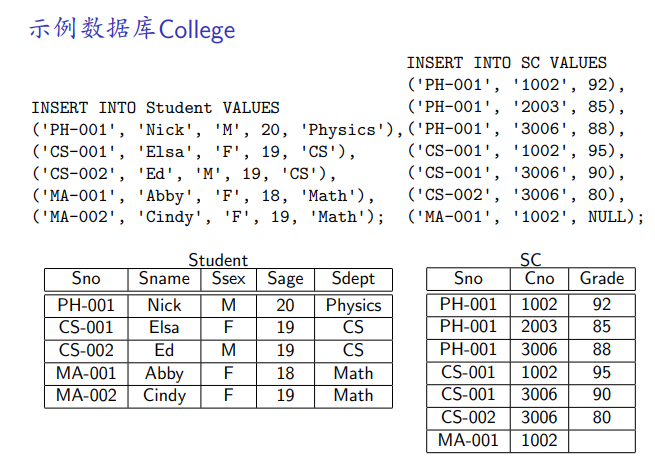 示例数据库College
INSERT INTO Student VALUES
('PH-001', 'Nick', 'M', 20, 'Physics'),
('CS-001', 'Elsa', 'F', 19, 'CS'),
('CS-002', 'Ed', 'M', 19, 'CS'),
('MA-001', 'Abby', 'F', 18, 'Math'),
('MA-002', 'Cindy', 'F', 19, 'Math');
INSERT INTO SC VALUES
('PH-001', '1002', 92),
('PH-001', '2003', 85),
('PH-001', '3006', 88),
('CS-001', '1002', 95),
('CS-001', '3006', 90),
('CS-002', '3006', 80),
('MA-001', '1002', NULL);
Student
Sno Sname Ssex Sage Sdept
PH-001 Nick M 20 Physics
CS-001 Elsa F 19 CS
CS-002 Ed M 19 CS
MA-001 Abby F 18 Math
MA-002 Cindy F 19 Math
SC
Sno Cno Grade
PH-001 1002 92
PH-001 2003 85
PH-001 3006 88
CS-001 1002 95
CS-001 3006 90
CS-002 3006 80
MA-001 1002